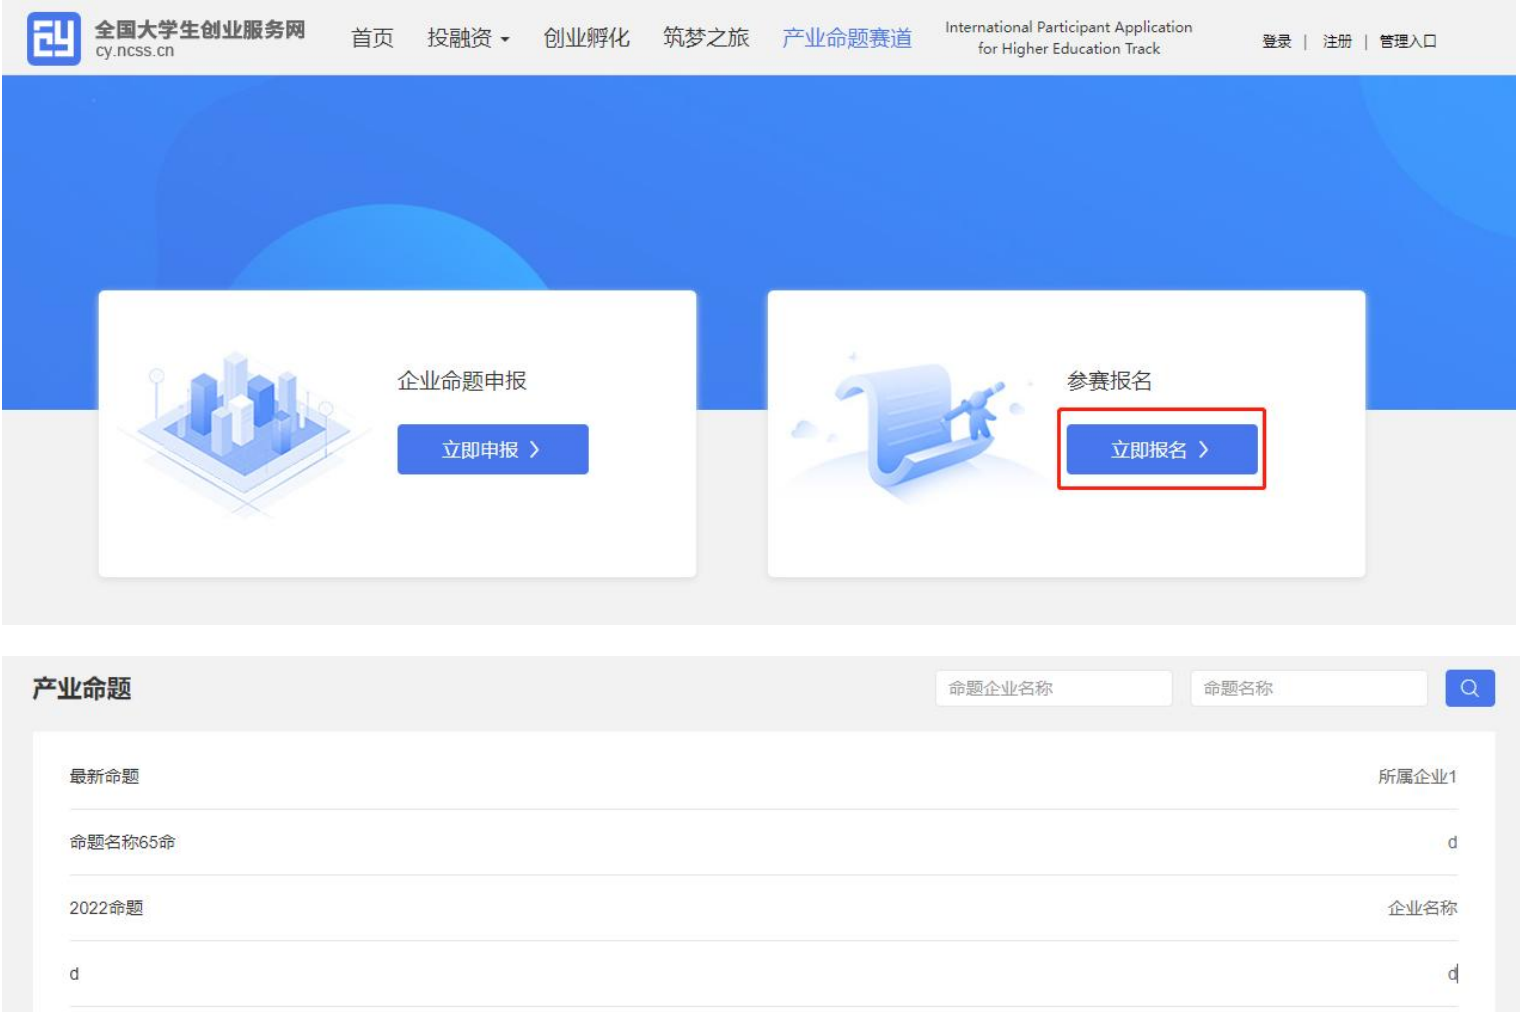 全国大学生创业服务网
cy.ncss.cn
首页 投融资 创业孵化 筑梦之旅 产业命题赛道
International Participant Application
for Higher Education Track
登录 | 注册 | 管理入口
企业命题申报
立即申报 >
参赛报名
立即报名 >
产业命题
命题企业名称 命题名称
最新命题 所属企业1
命题名称65命 d
2022命题 企业名称
d d